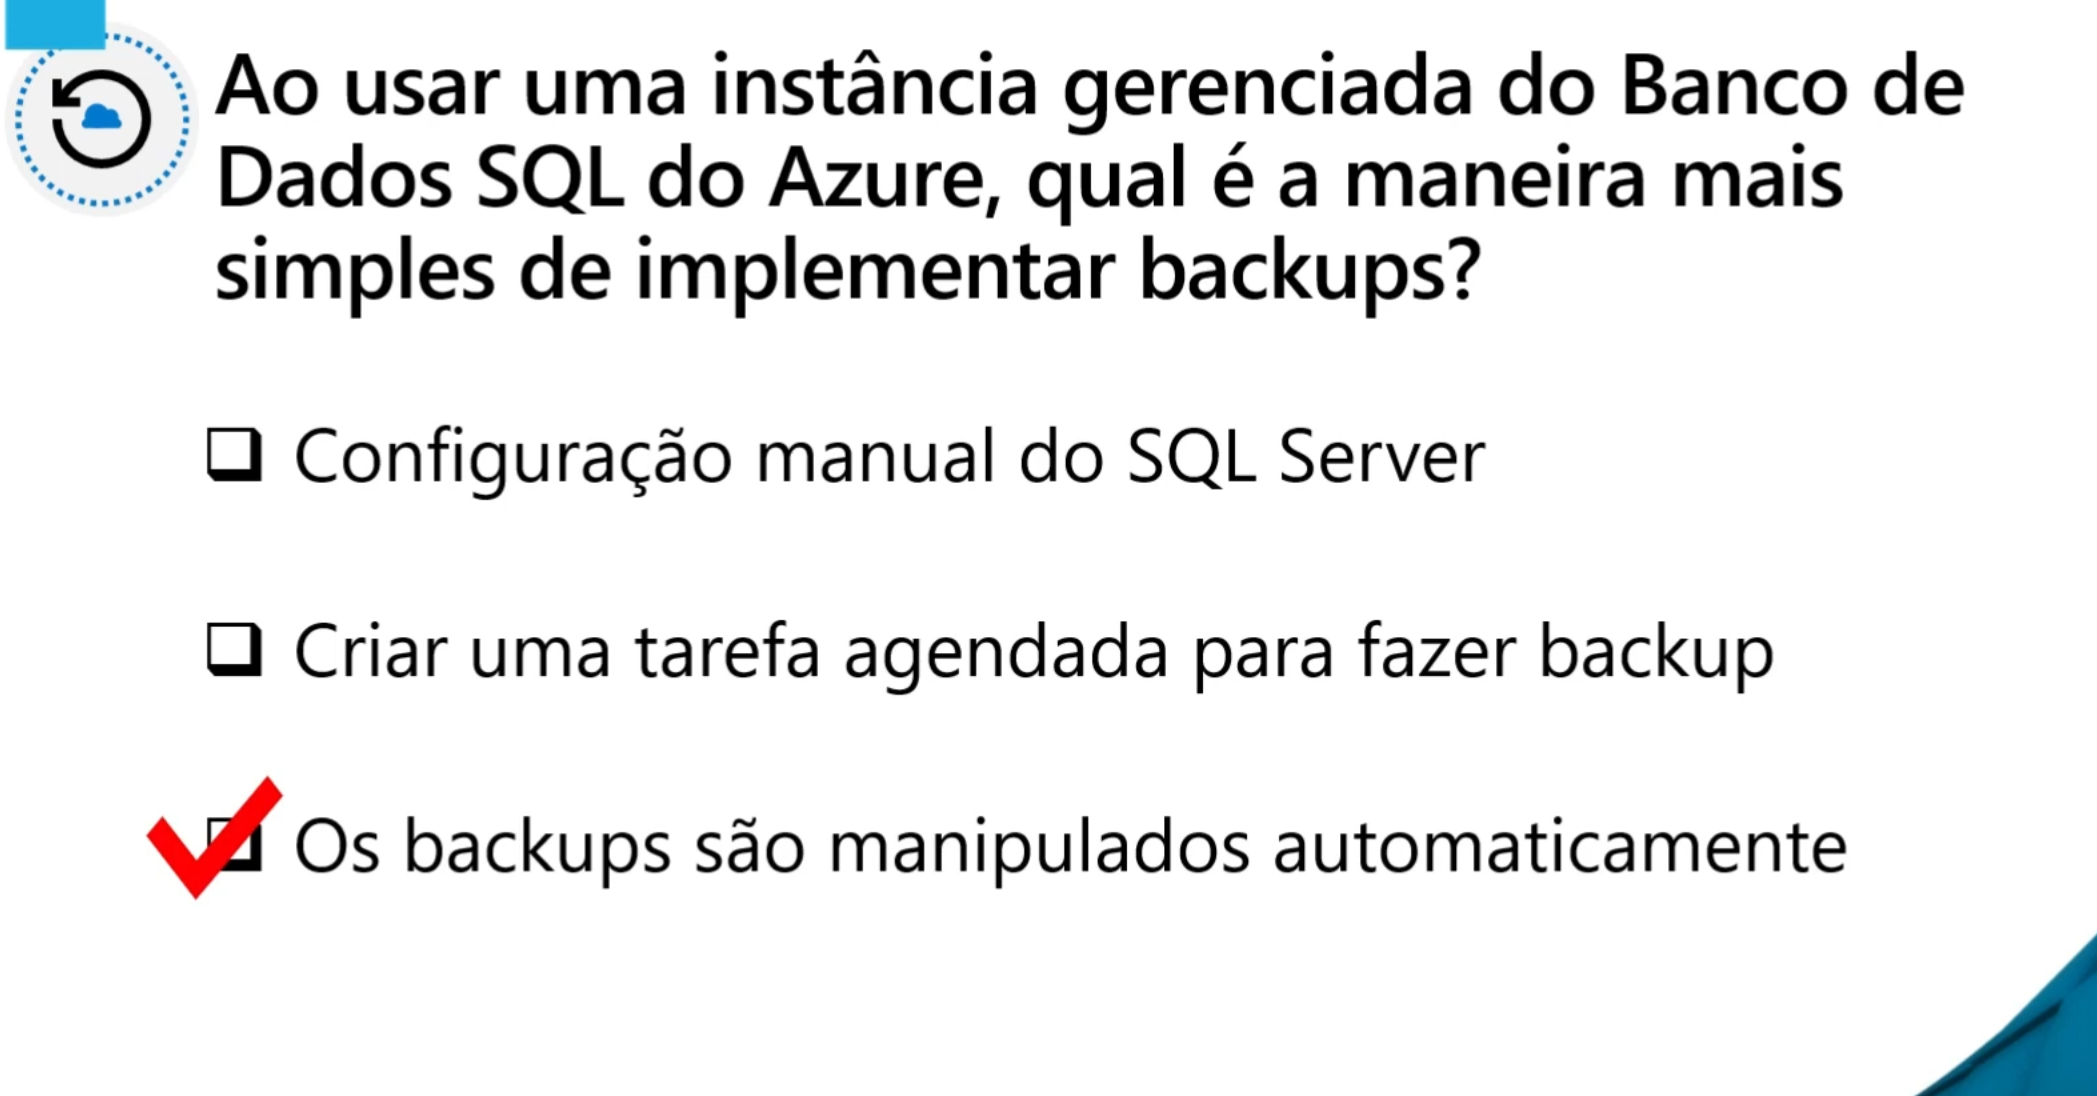 Ao usar uma instância gerenciada do Banco de
Dados SQL do Azure, qual é a maneira mais
simples de implementar backups?
Configuração manual do SQL Server
Criar uma tarefa agendada para fazer backup
Os backups são manipulados automaticamente